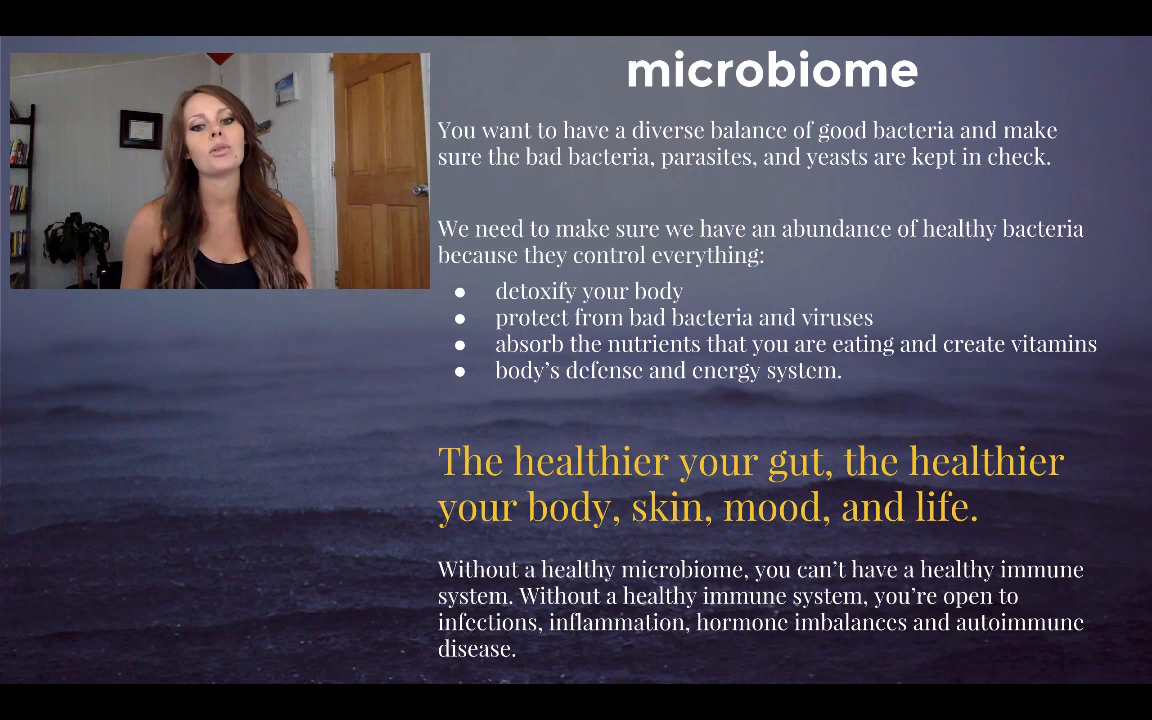 microbiome
You want to have a diverse balance of good bacteria and make
sure the bad bacteria, parasites, and yeasts are kept in check.
We need to make sure we have an abundance of healthy bacteria
because they control everything:
● detoxify your body
● protect from bad bacteria and viruses
● absorb the nutrients that you are eating and create vitamins
● body’s defense and energy system.
The healthier your gut, the healthier
your body, skin, mood, and life.
Without a healthy microbiome, you can’t have a healthy immune
system. Without a healthy immune system, you’re open to
infections, inflammation, hormone imbalances and autoimmune
disease.